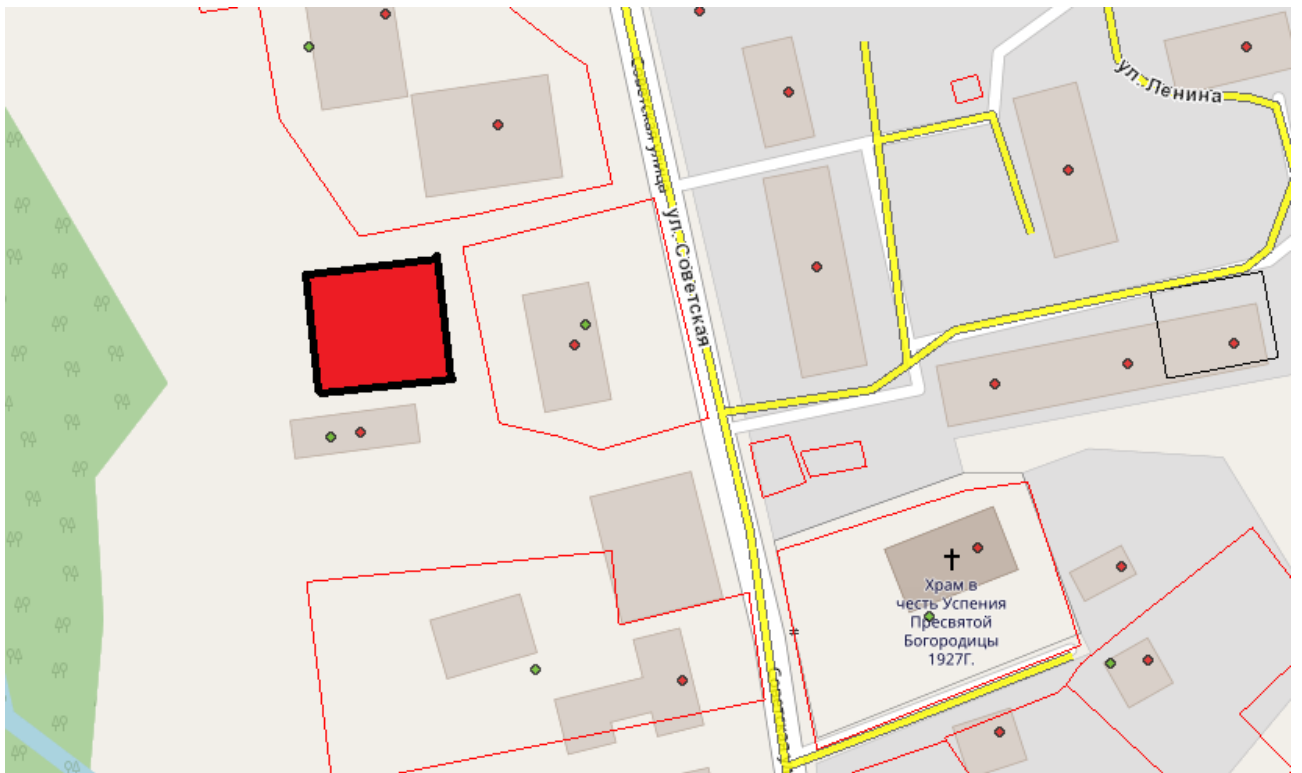 Советская улица
ул. Советская
ул. Ленина
Храм в
честь Успения
Пресвятой
Богородицы
1927Г.